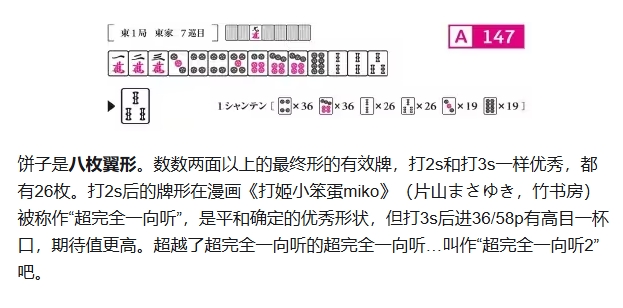 東1局 東家 7巡目
A 147
一 二 三
萬 萬 萬
1シャンテン [ ×36 ×36 ×26 ×26 ×19 ×19 ]
饼子是八枚翼形。数数两面以上的最终形的有效牌，打2s和打3s一样优秀，都
有26枚。打2s后的牌形在漫画《打姬小笨蛋miko》（片山まさゆき，竹书房）
被称作“超完全一向听”，是平和确定的优秀形状，但打3s后进36/58p有高目一杯
口，期待值更高。超越了超完全一向听的超完全一向听…叫作“超完全一向听2”
吧。